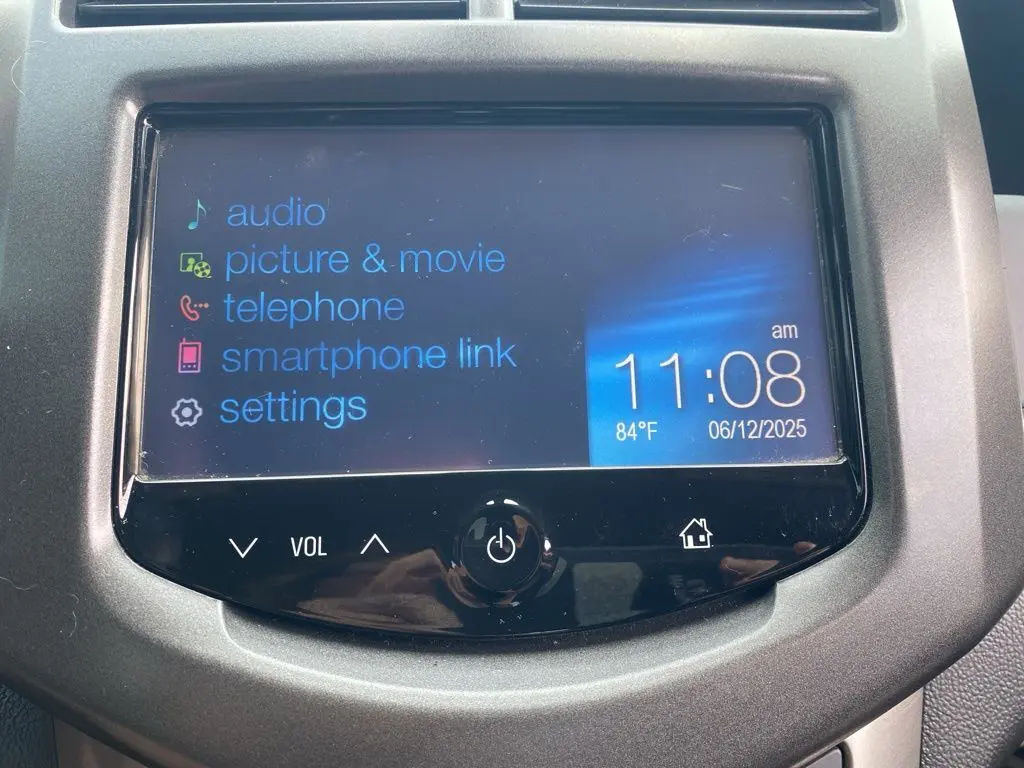 audio
picture & movie
telephone
smartphone link
settings
am
11:08
84°F 06/12/2025
VOL